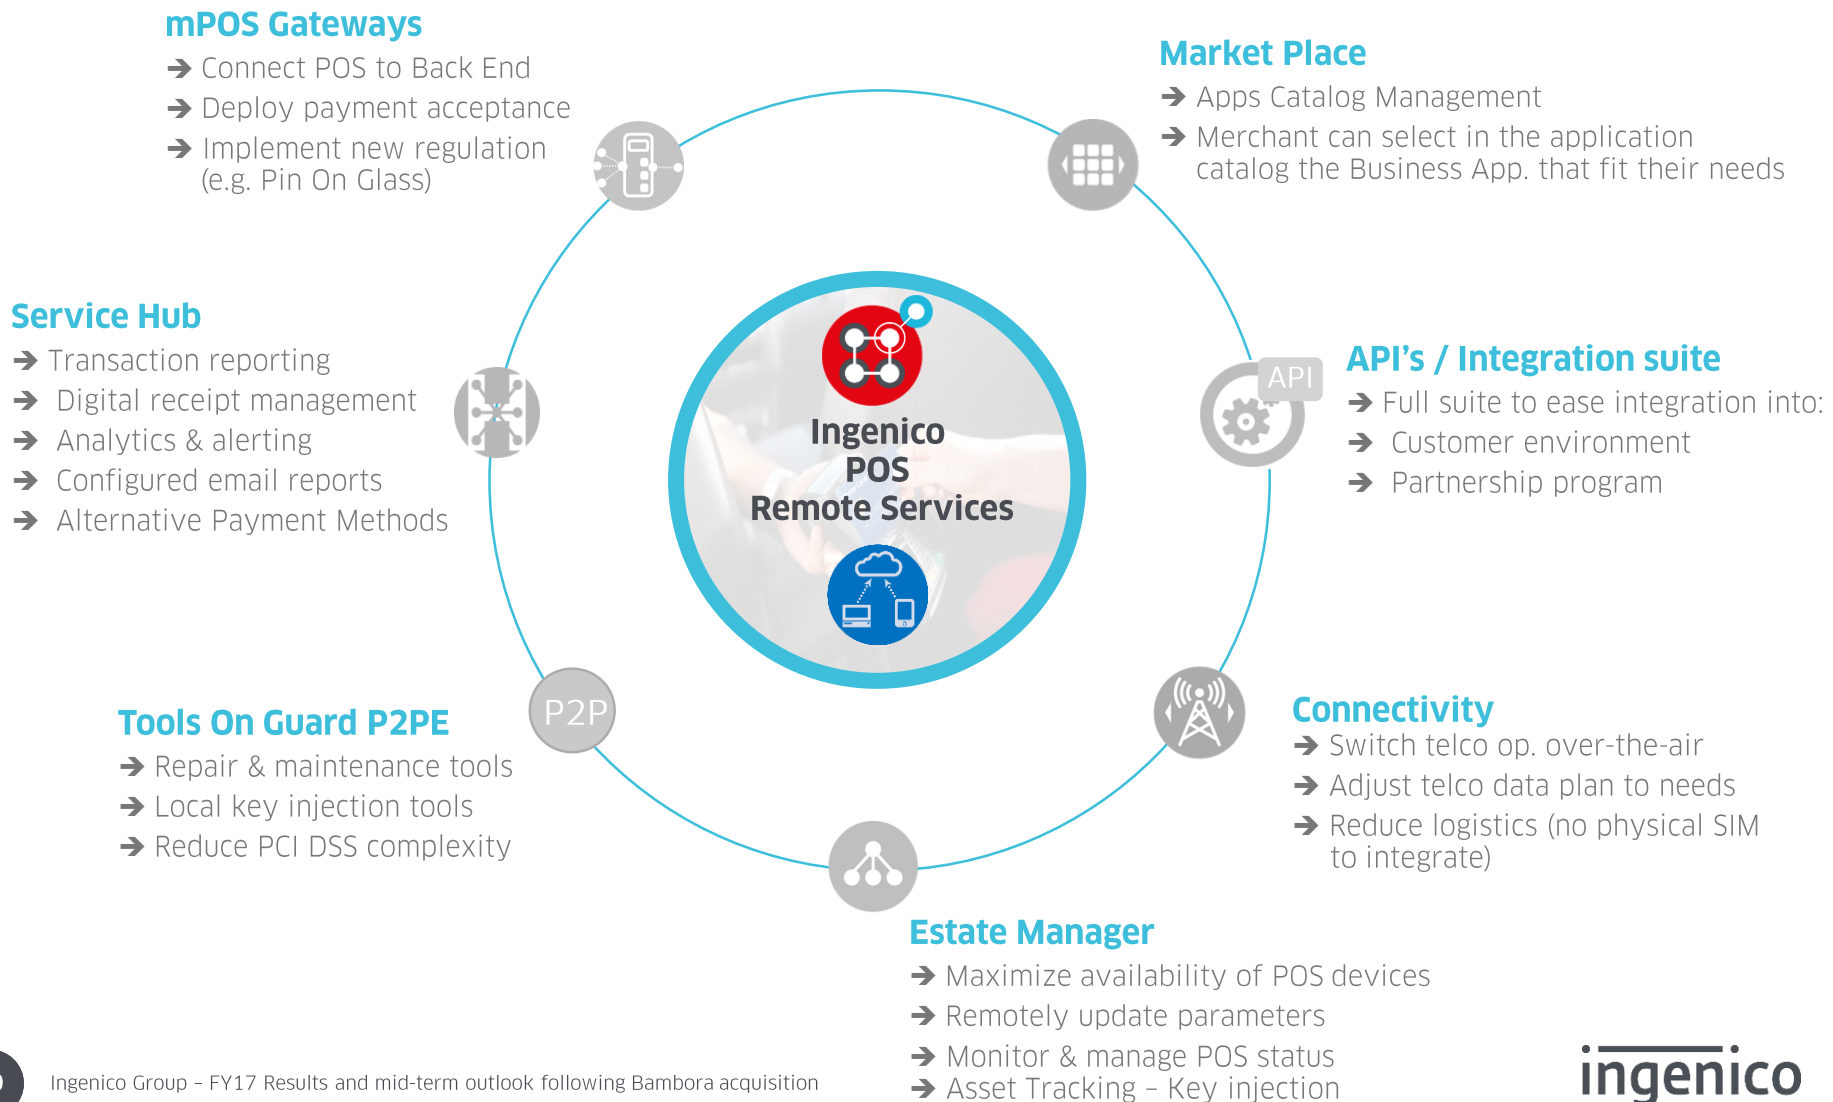 mPOS Gateways
➔ Connect POS to Back End
➔ Deploy payment acceptance
➔ Implement new regulation
(e.g. Pin On Glass)
Market Place
➔ Apps Catalog Management
➔ Merchant can select in the application
catalog the Business App. that fit their needs
Service Hub
➔ Transaction reporting
➔ Digital receipt management
➔ Analytics & alerting
➔ Configured email reports
➔ Alternative Payment Methods
Ingenico
POS
Remote Services
API
API's / Integration suite
➔ Full suite to ease integration into:
➔ Customer environment
➔ Partnership program
P2P
Tools On Guard P2PE
➔ Repair & maintenance tools
➔ Local key injection tools
➔ Reduce PCI DSS complexity
Connectivity
➔ Switch telco op. over-the-air
➔ Adjust telco data plan to needs
➔ Reduce logistics (no physical SIM
to integrate)
Estate Manager
➔ Maximize availability of POS devices
➔ Remotely update parameters
➔ Monitor & manage POS status
➔ Asset Tracking – Key injection
Ingenico Group – FY17 Results and mid-term outlook following Bambora acquisition
ingenico